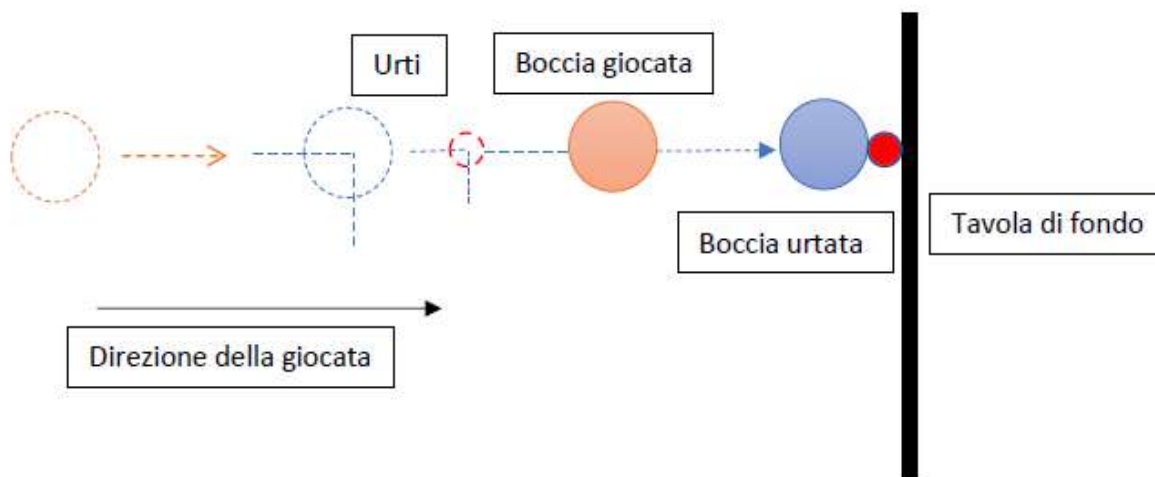 Urti
Boccia giocata
Tavola di fondo
Boccia urtata
Direzione della giocata